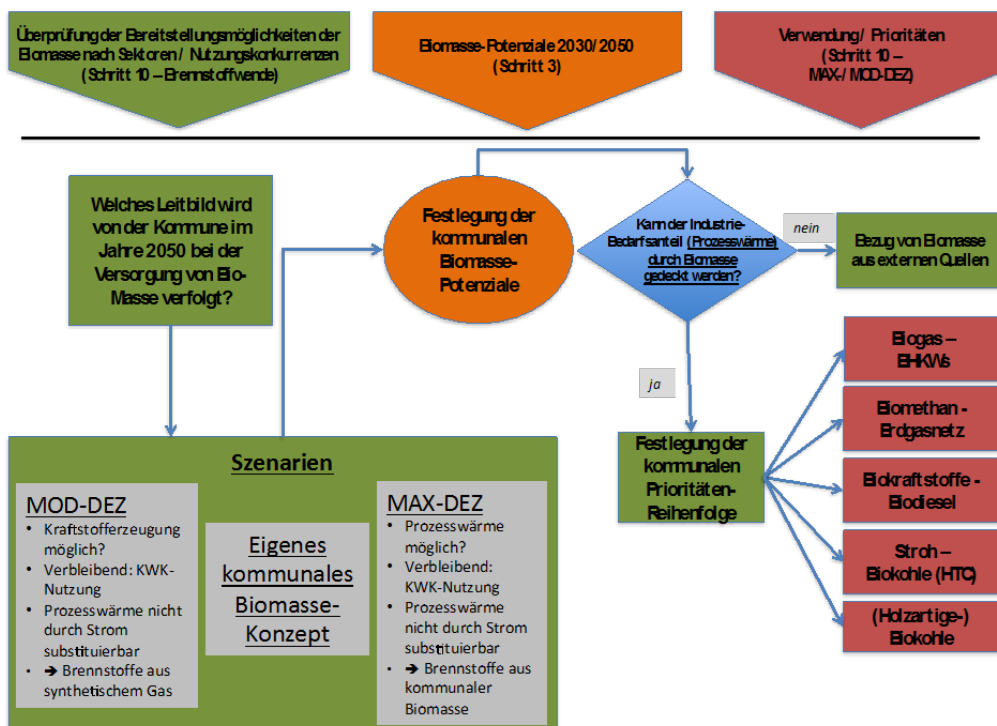 Überprüfung der Bereitstellungsmöglichkeiten der
Biomasse nach Sektoren / Nutzungskonkurrenzen
(Schritt 10 – Brennstoffwende)
Biomasse-Potenziale 2030/2050
(Schritt 3)
Verwendung / Prioritäten
(Schritt 10 –
MAX-/ MOD-DEZ)
Welches Leitbild wird
von der Kommune im
Jahre 2050 bei der
Versorgung von Bio-
Masse verfolgt?
Festlegung der
kommunalen
Biomasse-
Potenziale
Kann der Industrie-
Bedarfsanteil (Prozesswärme)
durch Biomasse
gedeckt werden?
nein
Bezug von Biomasse
aus externen Quellen
ja
Festlegung der
kommunalen
Prioritäten-
Reihenfolge
Biogas –
BHKWs
Biomethan -
Erdgasnetz
Biokraftstoffe -
Biodiesel
Stroh –
Biokohle (HTC)
(Holzartige-)
Biokohle
Szenarien
MOD-DEZ
• Kraftstofferzeugung
möglich?
• Verbleibend: KWK-
Nutzung
• Prozesswärme nicht
durch Strom
substituierbar
• ➔ Brennstoffe aus
synthetischem Gas
Eigenes
kommunales
Biomasse-
Konzept
MAX-DEZ
• Prozesswärme
möglich?
• Verbleibend:
KWK-Nutzung
• Prozesswärme
nicht durch Strom
substituierbar
• ➔ Brennstoffe aus
kommunaler
Biomasse